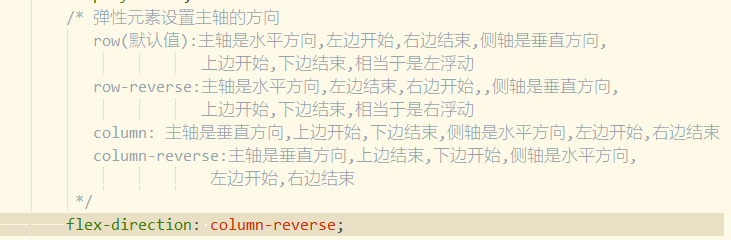 /* 弹性元素设置主轴的方向
row(默认值):主轴是水平方向,左边开始,右边结束,侧轴是垂直方向,
上边开始,下边结束,相当于是左浮动
row-reverse:主轴是水平方向,左边结束,右边开始,,侧轴是垂直方向,
上边开始,下边结束,相当于是右浮动
column: 主轴是垂直方向,上边开始,下边结束,侧轴是水平方向,左边开始,右边结束
column-reverse:主轴是垂直方向,上边结束,下边开始,侧轴是水平方向,
左边开始,右边结束
*/
flex-direction: column-reverse;